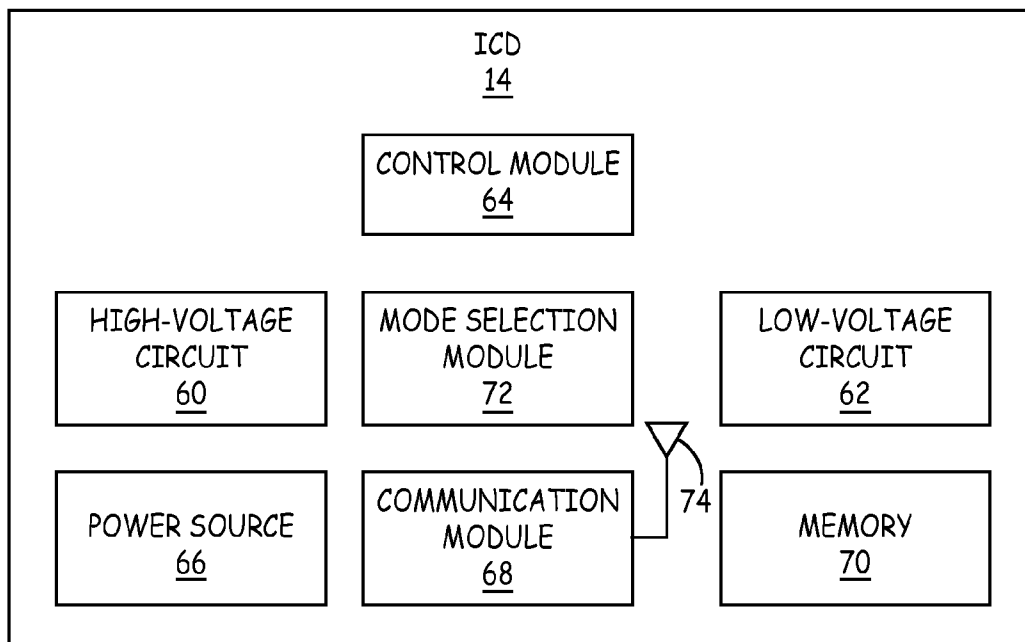 ICD
14
CONTROL MODULE
64
HIGH-VOLTAGE
CIRCUIT
60
MODE SELECTION
MODULE
72
LOW-VOLTAGE
CIRCUIT
62
POWER SOURCE
66
COMMUNICATION
MODULE
68
74
MEMORY
70